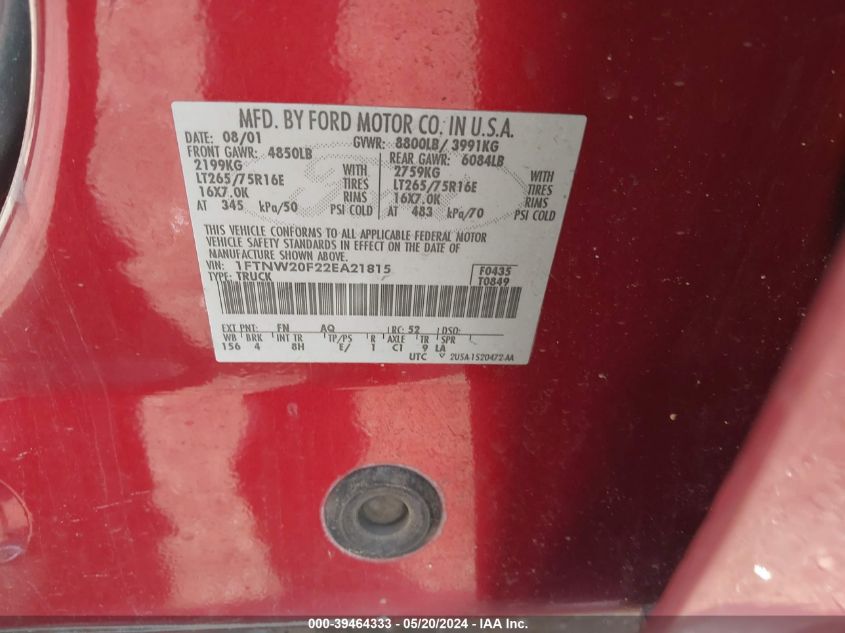 MFD. BY FORD MOTOR CO. IN U.S.A.
DATE: 08/01 GVWR: 8800LB/ 3991KG
FRONT GAWR: 4850LB REAR GAWR: 6084LB
2199KG WITH 2759KG WITH
LT265/75R16E TIRES LT265/75R16E TIRES
16X7.0K RIMS 16X7.0K RIMS
AT 345 kPa/50 PSI COLD AT 483 kPa/70 PSI COLD
THIS VEHICLE CONFORMS TO ALL APPLICABLE FEDERAL MOTOR
VEHICLE SAFETY STANDARDS IN EFFECT ON THE DATE OF
MANUFACTURE SHOWN ABOVE.
VIN: 1FTNW20F22EA21815 F0435
TYPE: TRUCK T0849
EXT PNT: FN AQ RC: 52 DSO:
WB BRK INT TR TP/PS R AXLE TR SPR
156 4 8H E/ 1 C1 9 LA
UTC 2U5A-1520472-AA
000-39464333 - 05/20/2024 - IAA Inc.